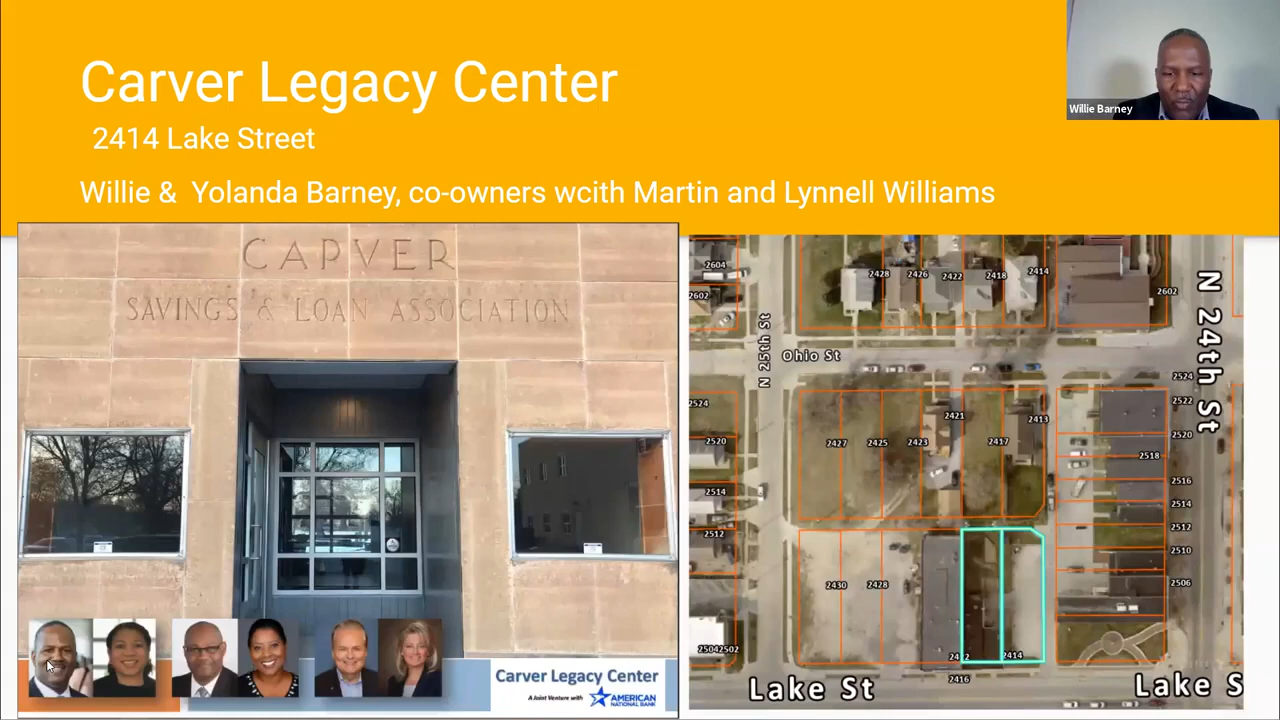 Carver Legacy Center
2414 Lake Street
Willie & Yolanda Barney, co-owners wcith Martin and Lynnell Williams
Willie Barney
CARVER
SAVINGS & LOAN ASSOCIATION
Carver Legacy Center
A Joint Venture with
AMERICAN
NATIONAL BANK
2604
2602
2428
2426
2422
2418
2414
2602
N 24th St
N 25th St
Ohio St
2524
2522
2524
2421
2413
2427
2425
2423
2417
2520
2518
2520
2516
2514
2514
2512
2512
2510
2506
2430
2428
25042502
2412
2414
2416
Lake St
Lake S